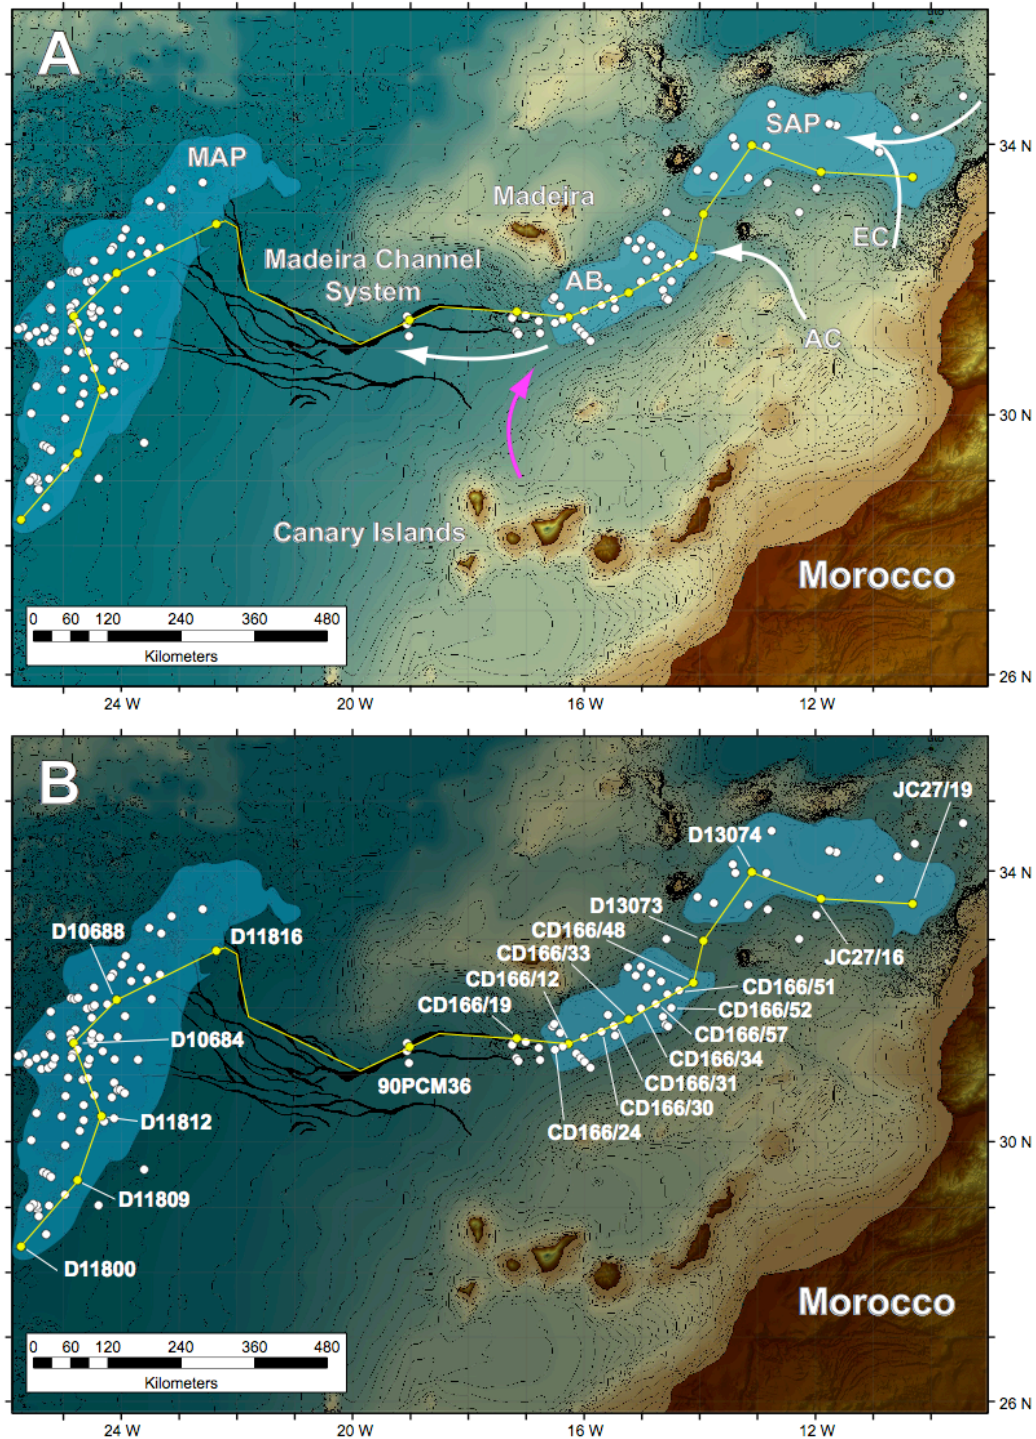 A
MAP
SAP
34 N
Madeira
EC
Madeira Channel
System
AB
AC
30 N
Canary Islands
Morocco
0 60 120 240 360 480
Kilometers
26 N
24 W 20 W 16 W 12 W
B
JC27/19
D13074
34 N
D10688
D11816
D13073
CD166/48
CD166/33
JC27/16
CD166/12
CD166/51
CD166/19
CD166/52
D10684
CD166/57
CD166/34
90PCM36
CD166/31
CD166/30
D11812
CD166/24
30 N
D11809
D11800
Morocco
0 60 120 240 360 480
Kilometers
26 N
24 W 20 W 16 W 12 W